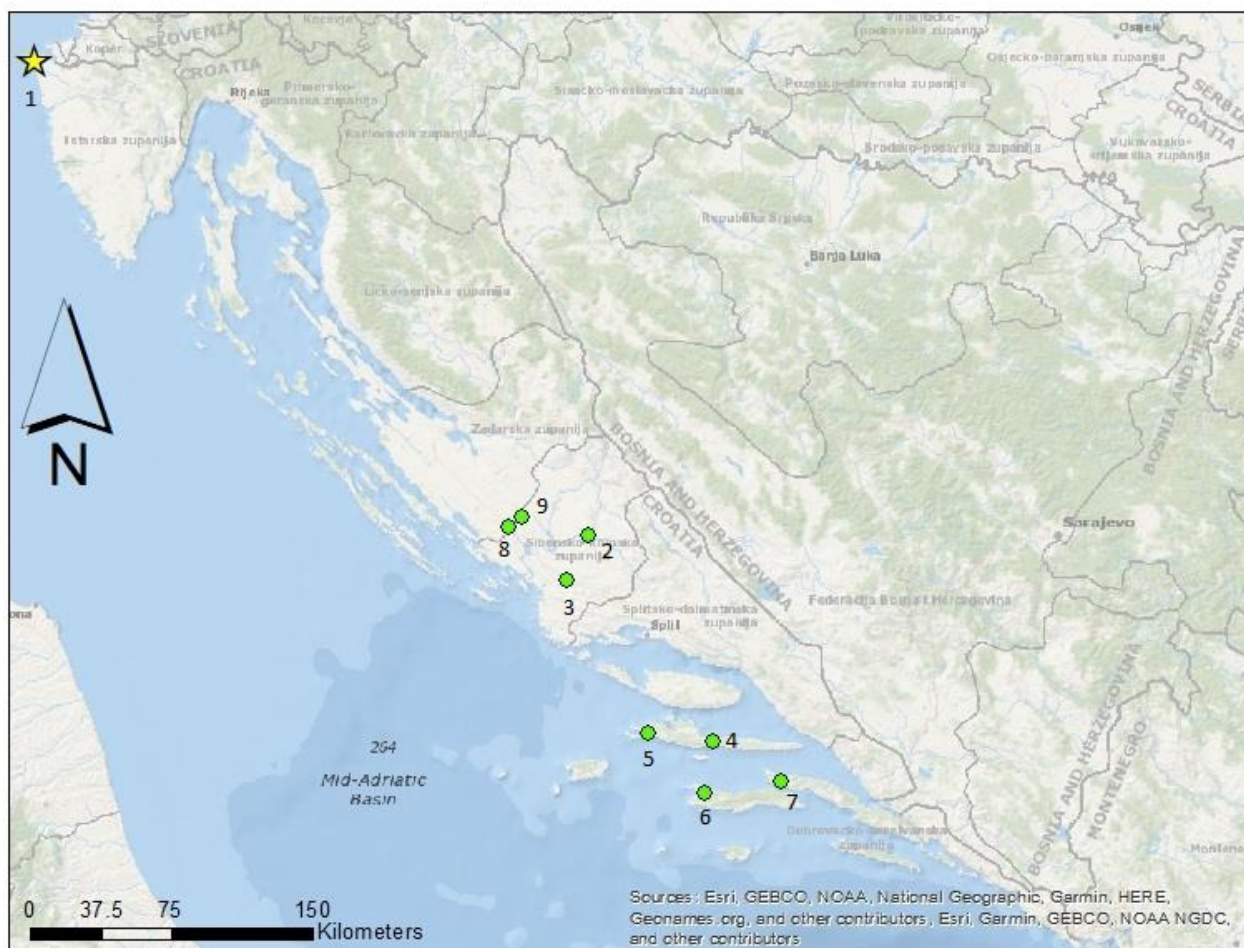 SLOVENIA
Koper
CROATIA
Rijeka
Primorsko-
goranska županija
Istarska županija
Karlovačka županija
Sisačko-moslavačka županija
Požeško-slavonska županija
Osječko-baranjska županija
Osijek
SERBIA
CROATIA
Vukovarsko-
srijemska županija
Brodsko-posavska županija
Republika Srpska
Banja Luka
Ličko-senjska županija
1
N
Zadarska županija
BOSNIA AND HERZEGOVINA
CROATIA
BOSNIA AND HERZEGOVINA
9
8
2
3
Šibensko-kninska
županija
Sarajevo
Federacija Bosna i Hercegovina
Splitsko-dalmatinska
županija
Split
5
4
6
7
264
Mid-Adriatic
Basin
Dubrovačko-neretvanska
županija
BOSNIA AND HERZEGOVINA
MONTENEGRO
0 37.5 75 150
Kilometers
Sources: Esri, GEBCO, NOAA, National Geographic, Garmin, HERE,
Geonames.org, and other contributors, Esri, Garmin, GEBCO, NOAA NGDC,
and other contributors